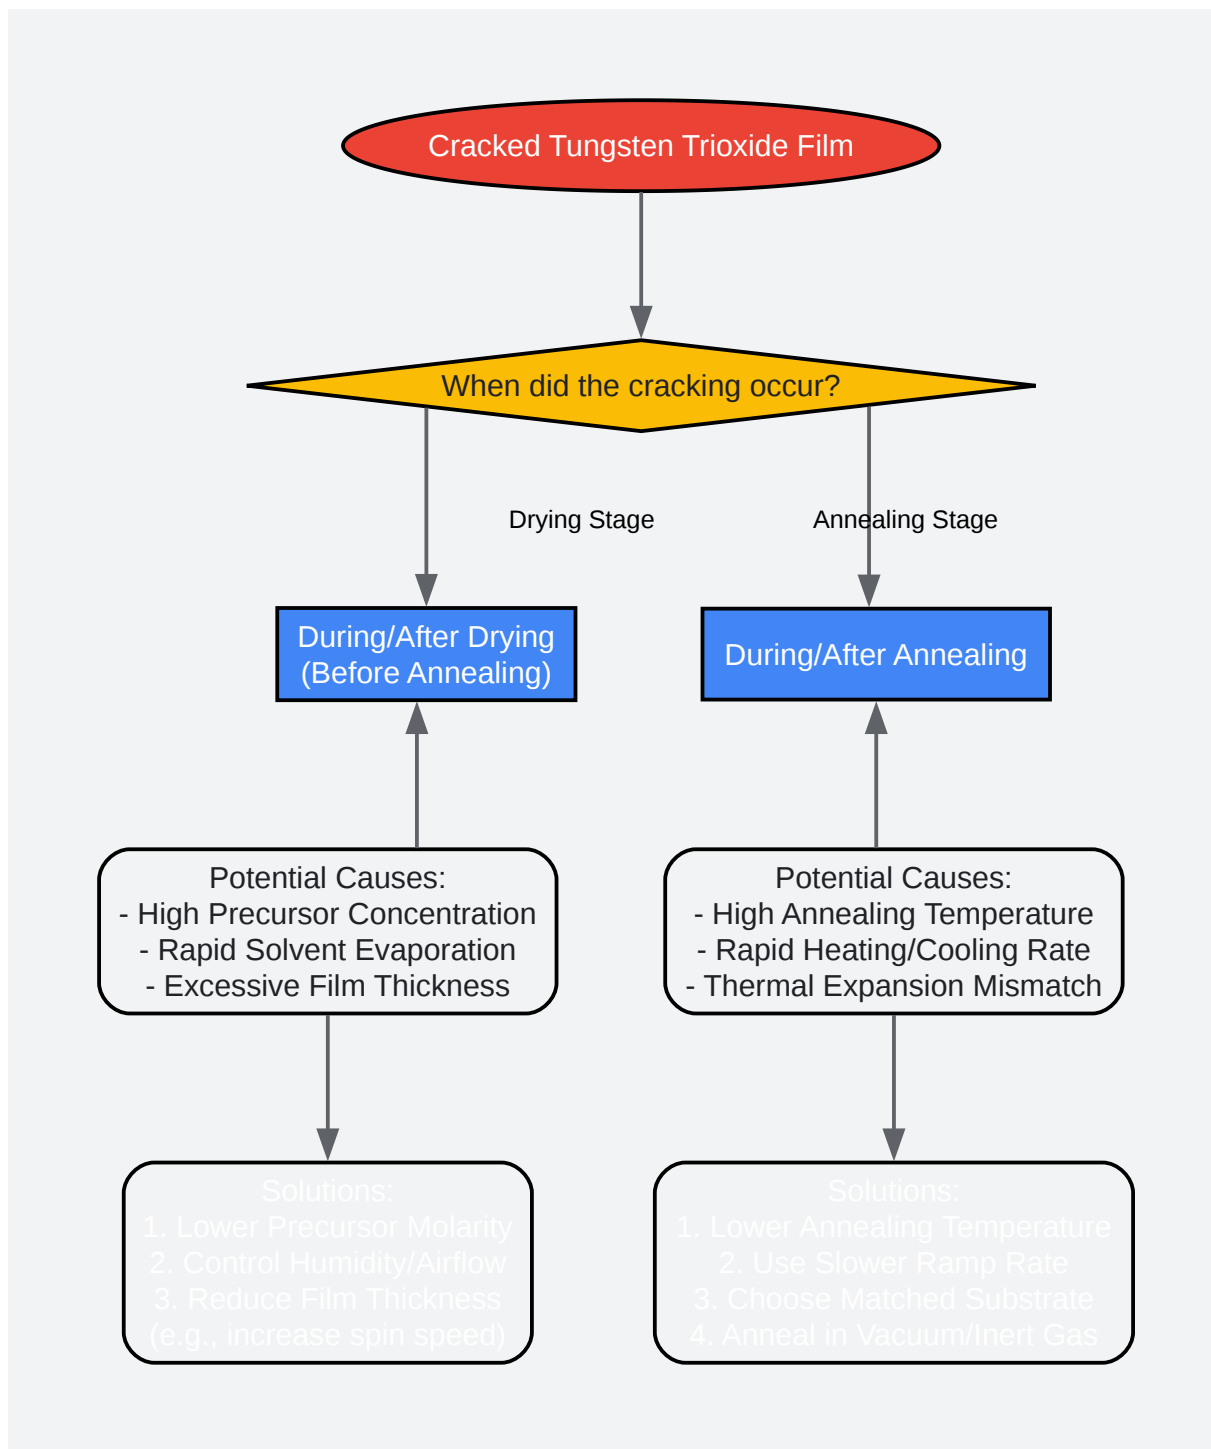 Cracked Tungsten Trioxide Film
When did the cracking occur?
Drying Stage
Annealing Stage
During/After Drying
(Before Annealing)
During/After Annealing
Potential Causes:
- High Precursor Concentration
- Rapid Solvent Evaporation
- Excessive Film Thickness
Potential Causes:
- High Annealing Temperature
- Rapid Heating/Cooling Rate
- Thermal Expansion Mismatch
Solutions:
1. Lower Precursor Molarity
2. Control Humidity/Airflow
3. Reduce Film Thickness
(e.g., increase spin speed)
Solutions:
1. Lower Annealing Temperature
2. Use Slower Ramp Rate
3. Choose Matched Substrate
4. Anneal in Vacuum/Inert Gas